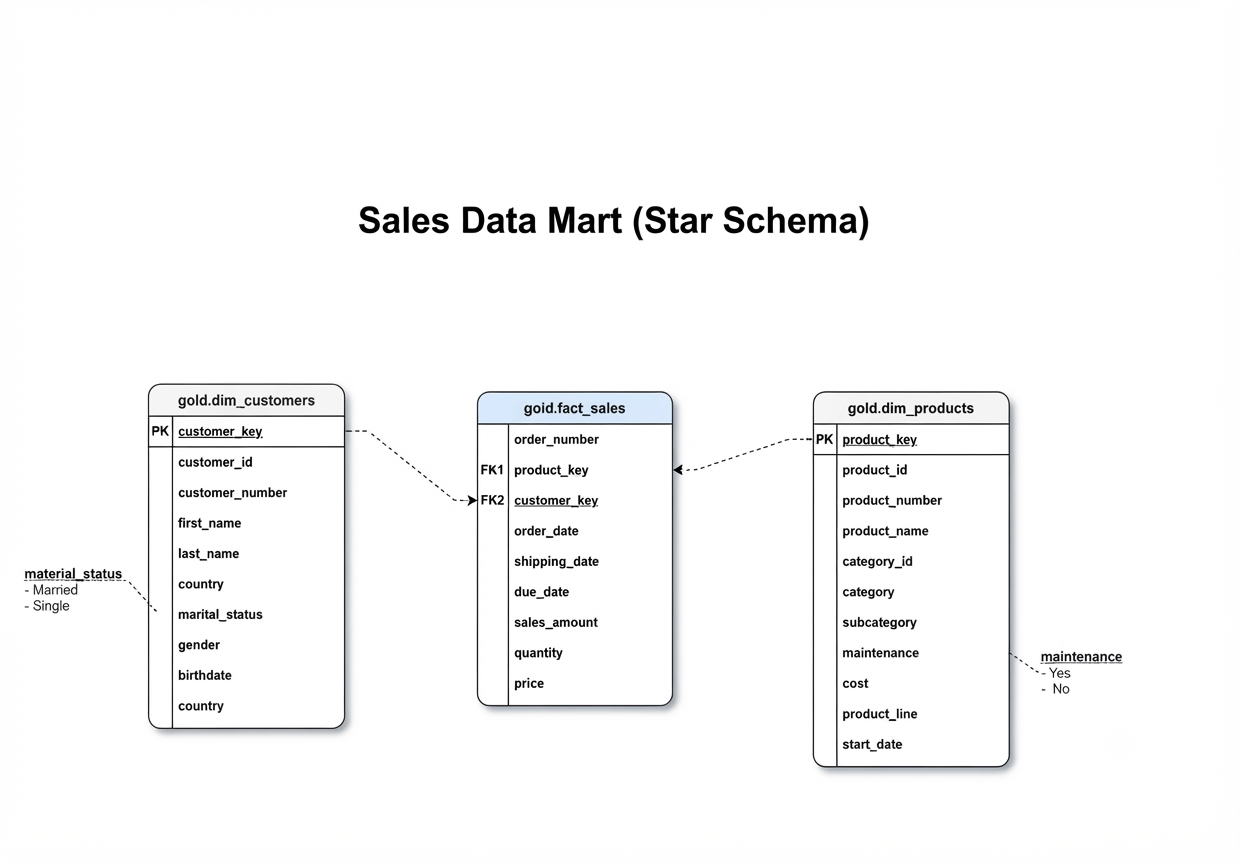 Sales Data Mart (Star Schema)
gold.dim_customers
PK customer_key
customer_id
customer_number
first_name
last_name
country
marital_status
gender
birthdate
country
material_status
- Married
- Single
goid.fact_sales
order_number
FK1 product_key
FK2 customer_key
order_date
shipping_date
due_date
sales_amount
quantity
price
gold.dim_products
PK product_key
product_id
product_number
product_name
category_id
category
subcategory
maintenance
cost
product_line
start_date
maintenance
- Yes
- No